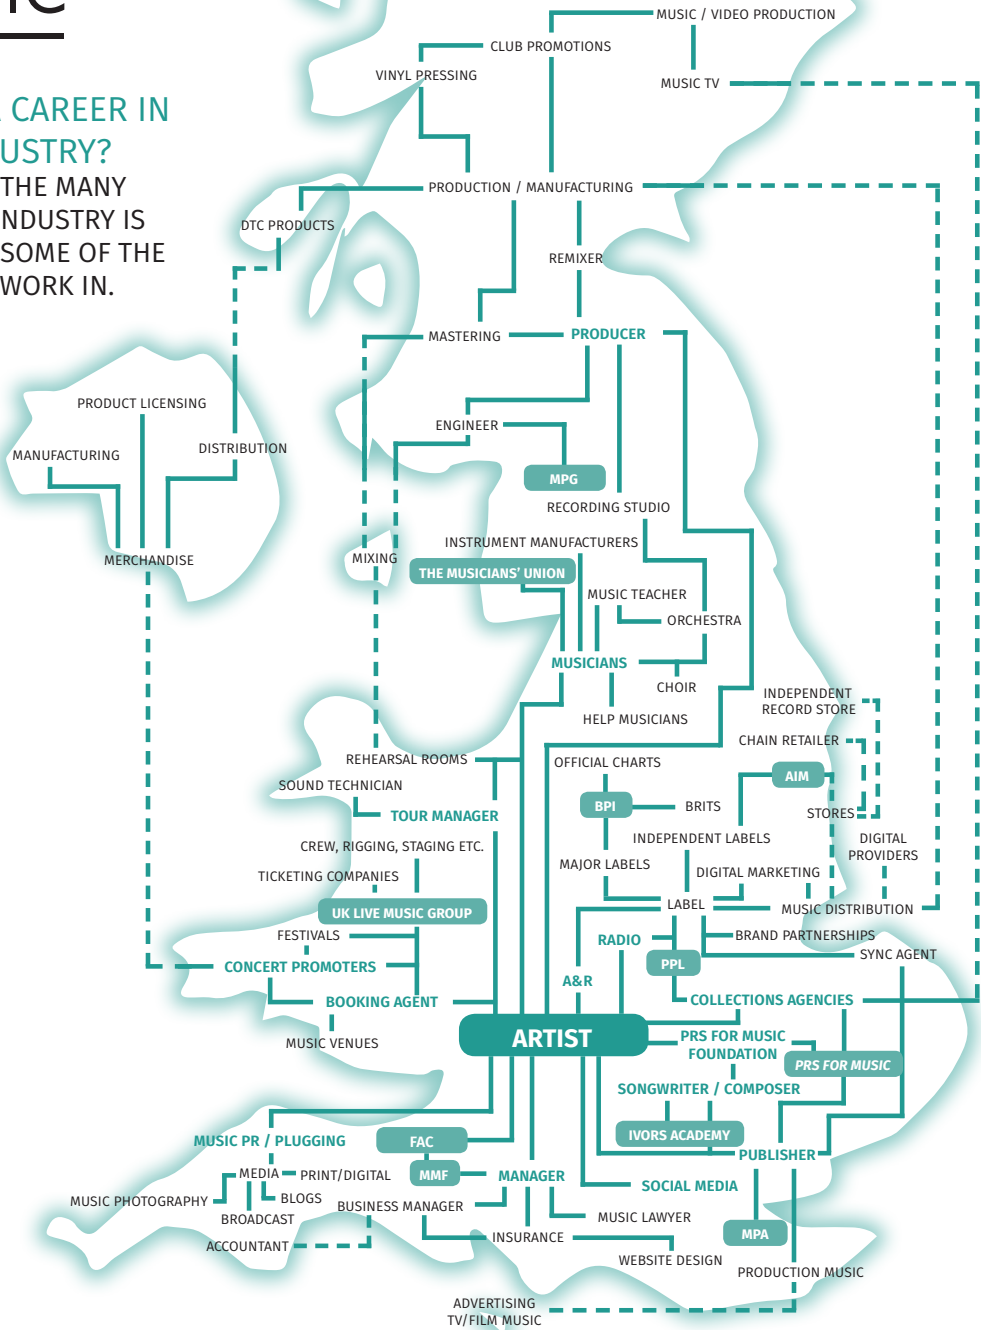 CAREER IN
USTRY?
THE MANY
NDUSTRY IS
SOME OF THE
WORK IN.
MUSIC / VIDEO PRODUCTION
CLUB PROMOTIONS
VINYL PRESSING
MUSIC TV
PRODUCTION / MANUFACTURING
DTC PRODUCTS
REMIXER
MASTERING
PRODUCER
PRODUCT LICENSING
ENGINEER
MANUFACTURING
DISTRIBUTION
MPG
RECORDING STUDIO
INSTRUMENT MANUFACTURERS
MERCHANDISE
MIXING
THE MUSICIANS' UNION
MUSIC TEACHER
ORCHESTRA
MUSICIANS
CHOIR
HELP MUSICIANS
INDEPENDENT
RECORD STORE
CHAIN RETAILER
REHEARSAL ROOMS
OFFICIAL CHARTS
AIM
SOUND TECHNICIAN
TOUR MANAGER
BPI
BRITS
STORES
CREW, RIGGING, STAGING ETC.
INDEPENDENT LABELS
DIGITAL
PROVIDERS
MAJOR LABELS
DIGITAL MARKETING
TICKETING COMPANIES
LABEL
MUSIC DISTRIBUTION
UK LIVE MUSIC GROUP
FESTIVALS
RADIO
BRAND PARTNERSHIPS
CONCERT PROMOTERS
PPL
SYNC AGENT
A&R
BOOKING AGENT
COLLECTIONS AGENCIES
MUSIC VENUES
ARTIST
PRS FOR MUSIC
FOUNDATION
PRS FOR MUSIC
SONGWRITER / COMPOSER
MUSIC PR / PLUGGING
FAC
IVORS ACADEMY
PUBLISHER
MEDIA
PRINT/DIGITAL
MMF
MANAGER
SOCIAL MEDIA
MUSIC PHOTOGRAPHY
BLOGS
BUSINESS MANAGER
BROADCAST
MUSIC LAWYER
ACCOUNTANT
INSURANCE
MPA
WEBSITE DESIGN
PRODUCTION MUSIC
ADVERTISING
TV/FILM MUSIC